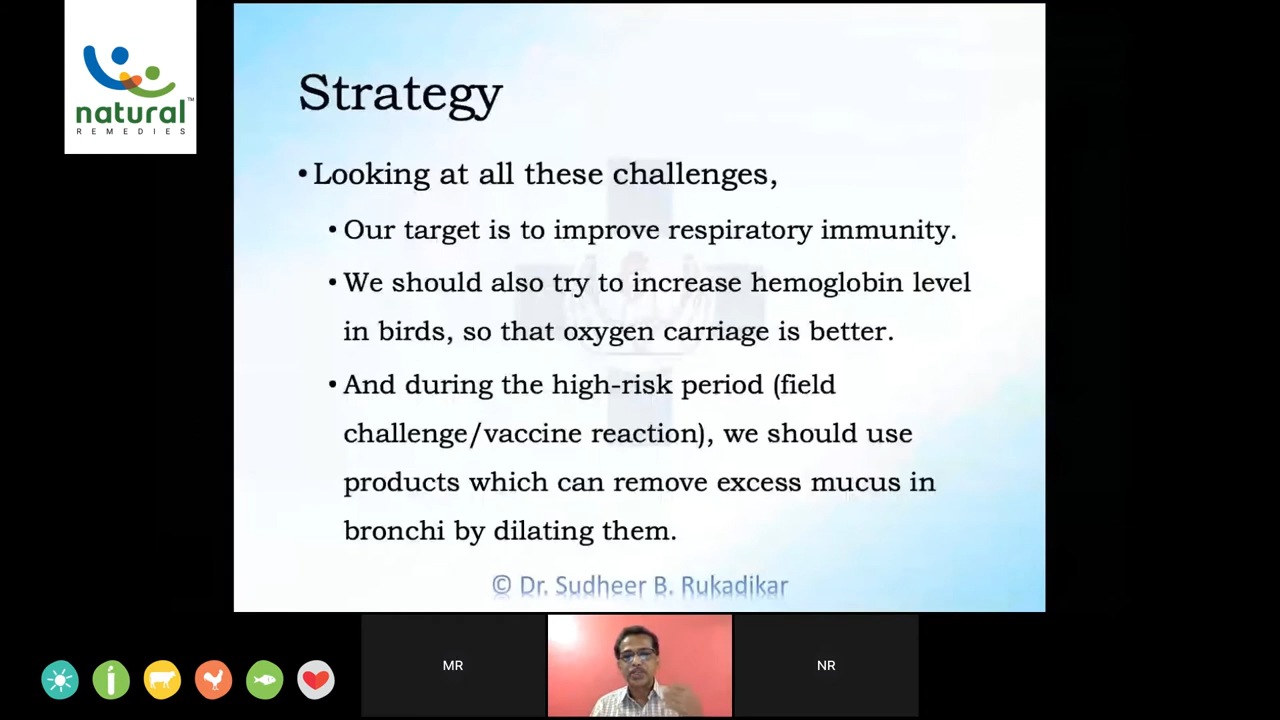 natural™
REMEDIES
Strategy
• Looking at all these challenges,
• Our target is to improve respiratory immunity.
• We should also try to increase hemoglobin level
in birds, so that oxygen carriage is better.
• And during the high-risk period (field
challenge/vaccine reaction), we should use
products which can remove excess mucus in
bronchi by dilating them.
© Dr. Sudheer B. Rukadikar
MR
NR